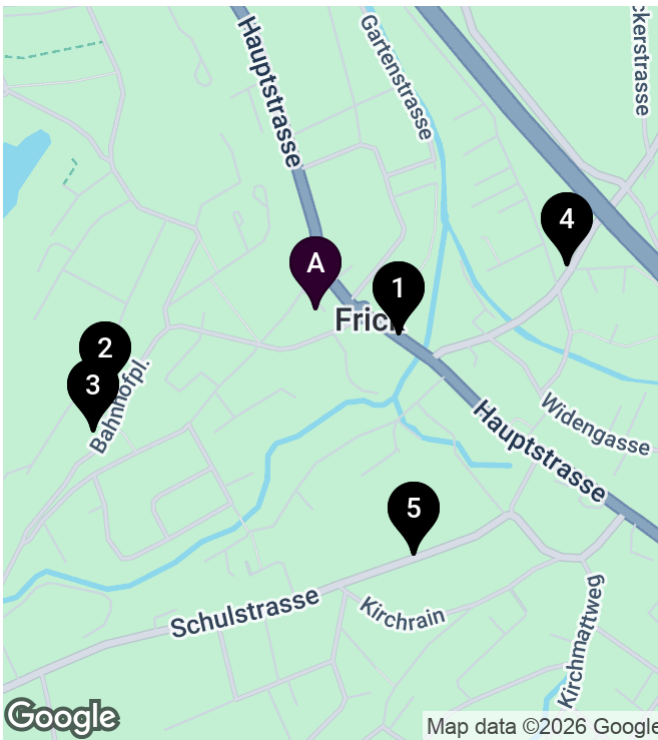 Hauptstrasse
Gartenstrasse
ckerstrasse
4
A
1
Frick
2
3
Bahnhofpl.
Widengasse
Hauptstrasse
5
Schulstrasse
Kirchrain
Kirchmattweg
Google
Map data ©2026 Google